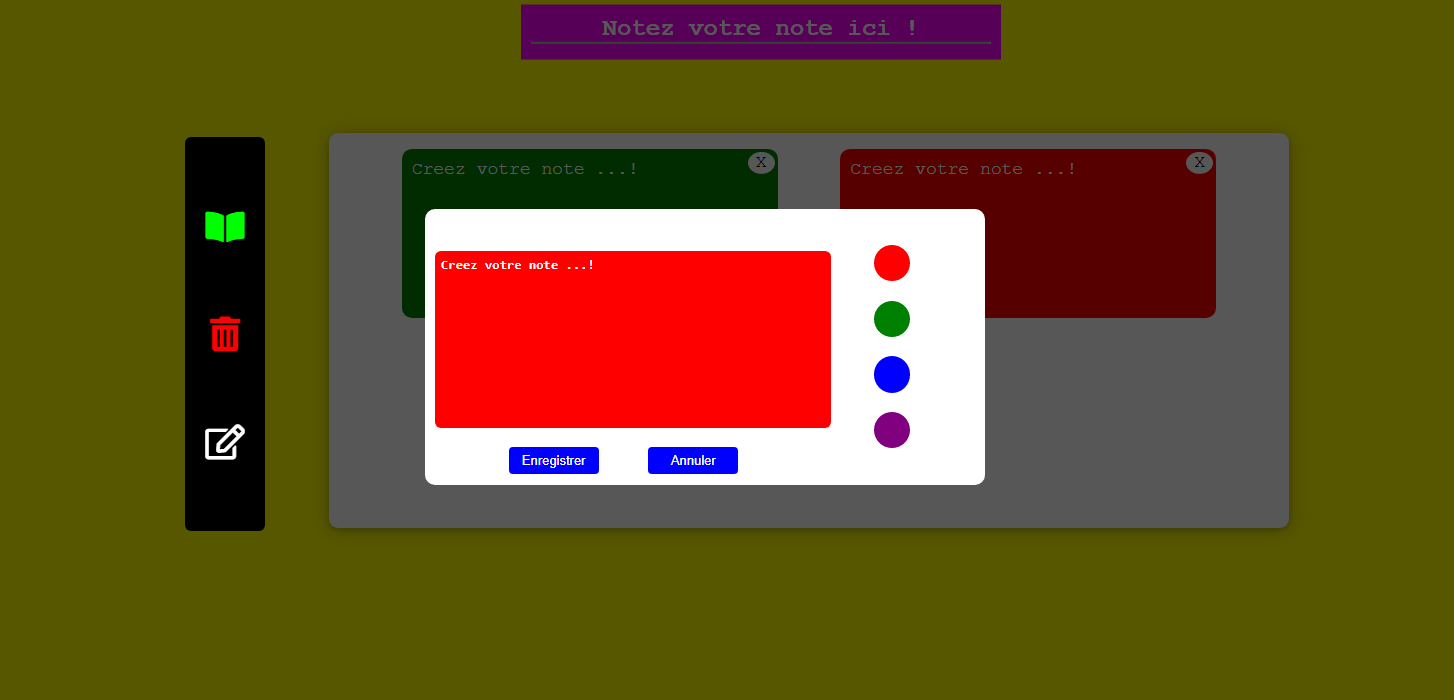 Notez votre note ici !
Creez votre note ...!
X
Creez votre note ...!
X
Creez votre note ...!
Enregistrer
Annuler